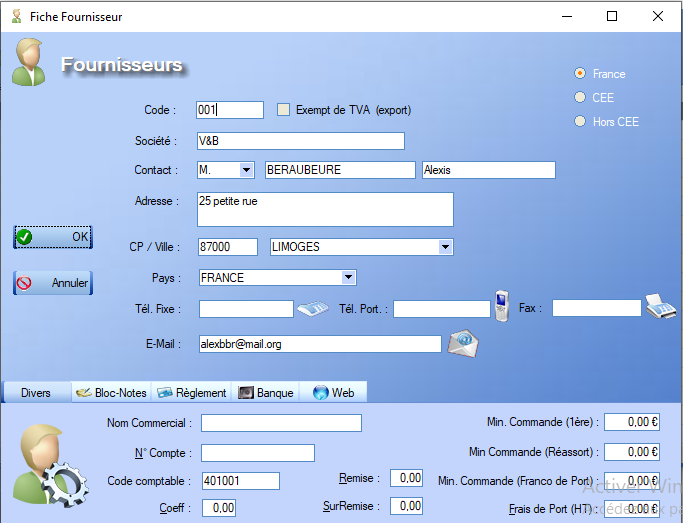 Fiche Fournisseur
Fournisseurs
France
CEE
Hors CEE
Code : 001 Exempt de TVA (export)
Société : V&B
Contact : M. BERAUBEURE Alexis
Adresse : 25 petite rue
OK
CP / Ville : 87000 LIMOGES
Annuler
Pays : FRANCE
Tél. Fixe : Tél. Port. : Fax :
E-Mail : alexbbr@mail.org
Divers Bloc-Notes Règlement Banque Web
Nom Commercial : Min. Commande (1ère) : 0,00 €
N° Compte : Min Commande (Réassort) : 0,00 €
Code comptable : 401001 Remise : 0,00 Min. Commande (Franco de Port) : 0,00 €
Coeff : 0,00 SurRemise : 0,00 Frais de Port (H.T) : 0,00 €
Activer Win